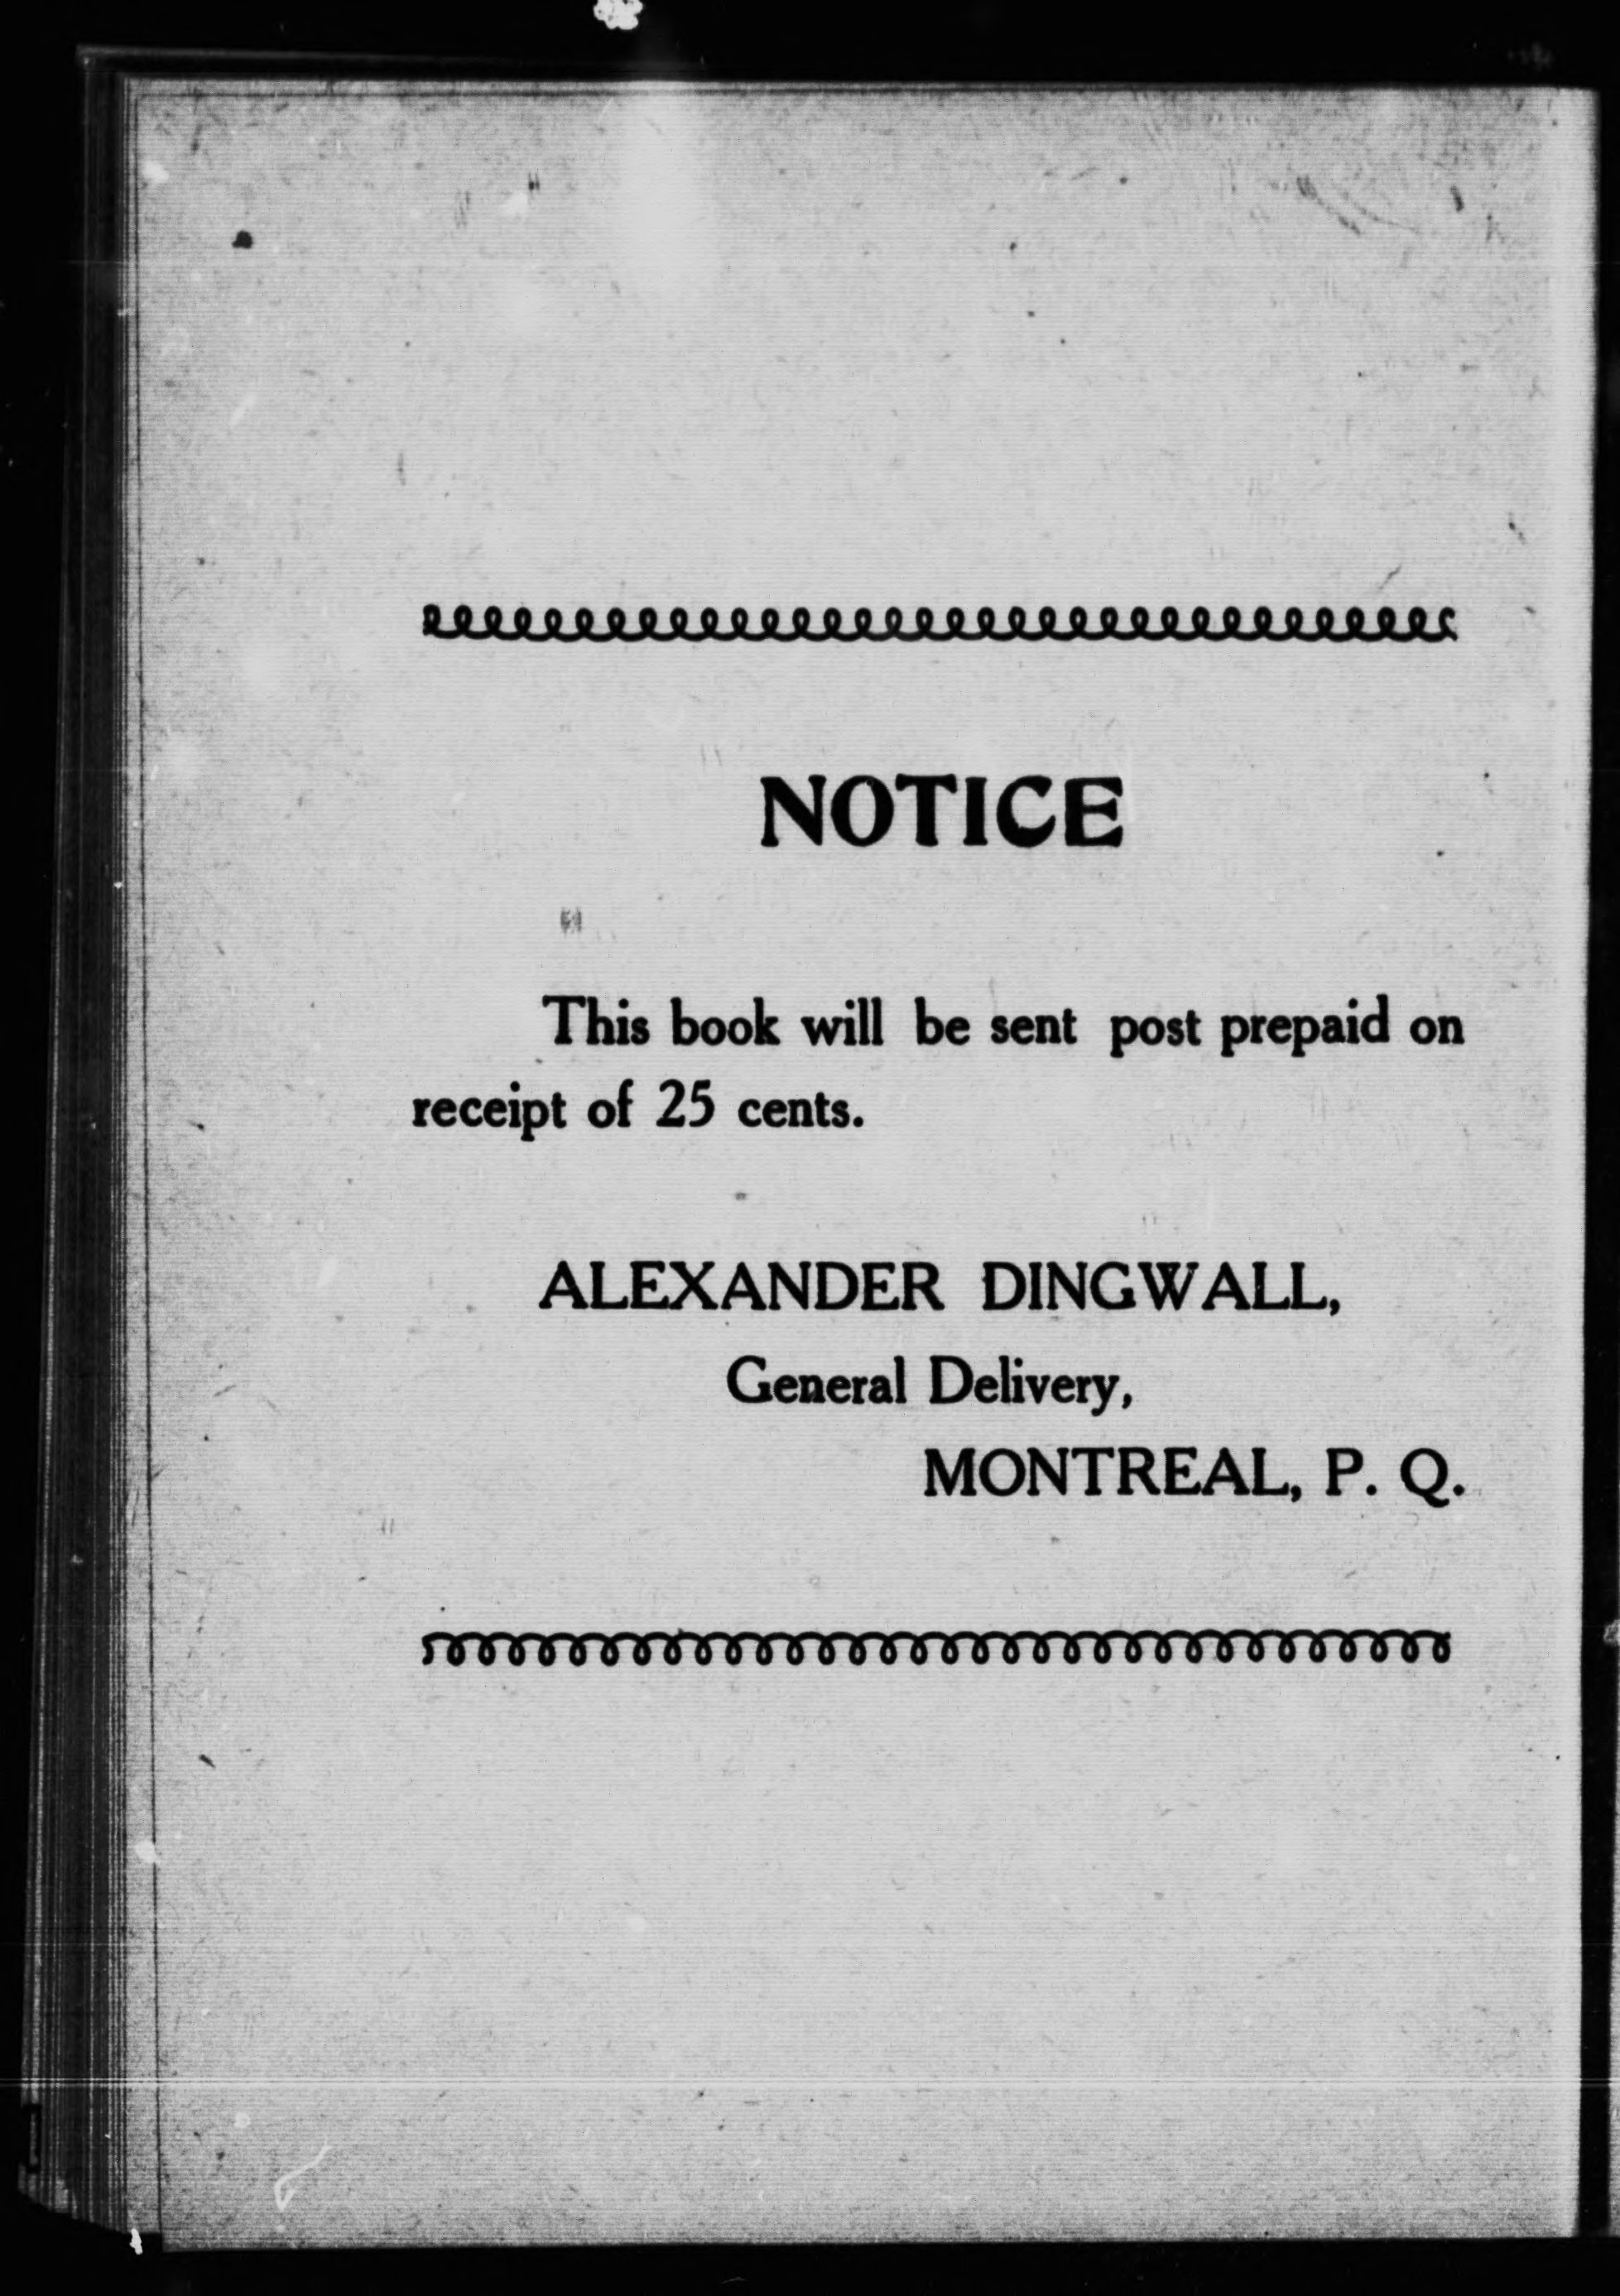 NOTICE
This book will be sent post prepaid on
receipt of 25 cents.
ALEXANDER DINGWALL,
General Delivery,
MONTREAL, P. Q.